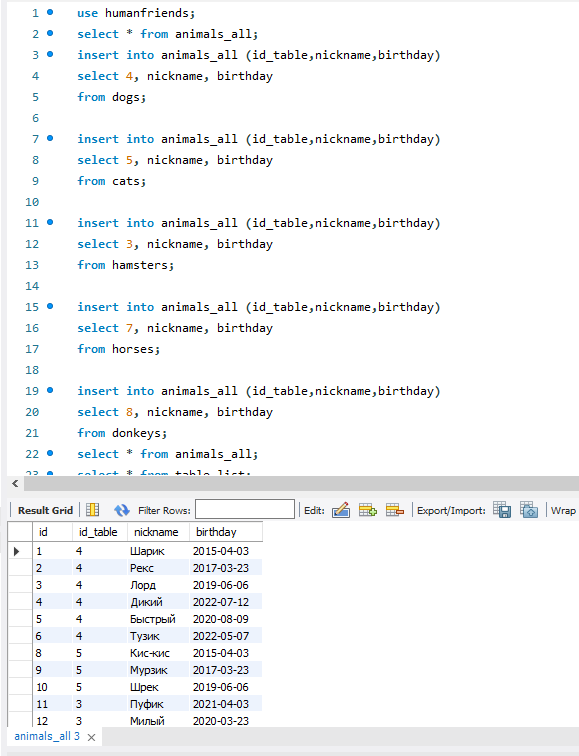 1 use humanfriends;
2 select * from animals_all;
3 insert into animals_all (id_table,nickname,birthday)
4 select 4, nickname, birthday
5 from dogs;
6
7 insert into animals_all (id_table,nickname,birthday)
8 select 5, nickname, birthday
9 from cats;
10
11 insert into animals_all (id_table,nickname,birthday)
12 select 3, nickname, birthday
13 from hamsters;
14
15 insert into animals_all (id_table,nickname,birthday)
16 select 7, nickname, birthday
17 from horses;
18
19 insert into animals_all (id_table,nickname,birthday)
20 select 8, nickname, birthday
21 from donkeys;
22 select * from animals_all;
23 select * from table_list;
Result Grid Filter Rows: Edit: Export/Import: Wrap
id id_table nickname birthday
1 4 Шарик 2015-04-03
2 4 Рекс 2017-03-23
3 4 Лорд 2019-06-06
4 4 Дикий 2022-07-12
5 4 Быстрый 2020-08-09
6 4 Тузик 2022-05-07
8 5 Кис-кис 2015-04-03
9 5 Мурзик 2017-03-23
10 5 Шрек 2019-06-06
11 3 Пуфик 2021-04-03
12 3 Милый 2020-03-23
animals_all 3